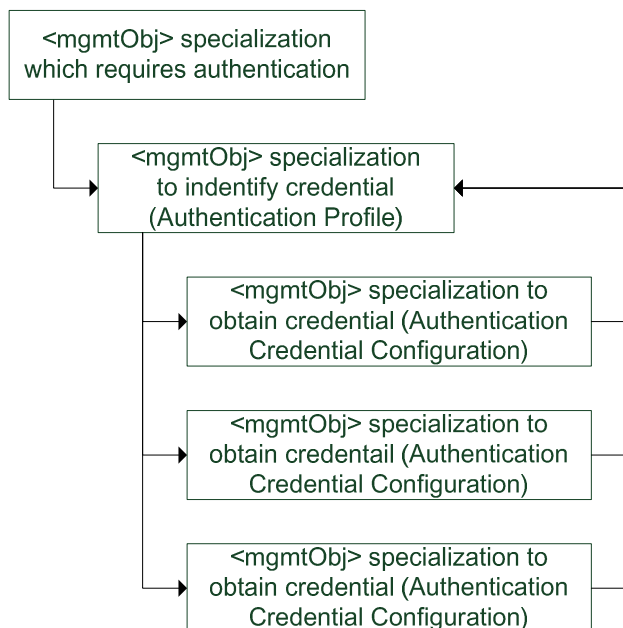 <mgmtObj> specialization
which requires authentication
<mgmtObj> specialization
to indentify credential
(Authentication Profile)
<mgmtObj> specialization to
obtain credential (Authentication
Credential Configuration)
<mgmtObj> specialization to
obtain credentail (Authentication
Credential Configuration)
<mgmtObj> specialization to
obtain credential (Authentication
Credential Configuration)